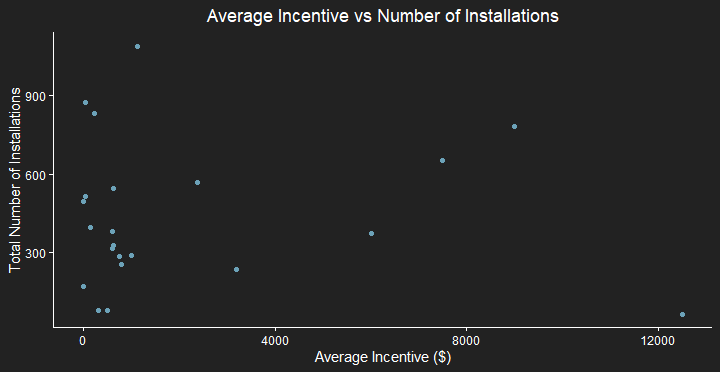 Average Incentive vs Number of Installations
Total Number of Installations
900
600
300
0
4000
8000
12000
Average Incentive ($)